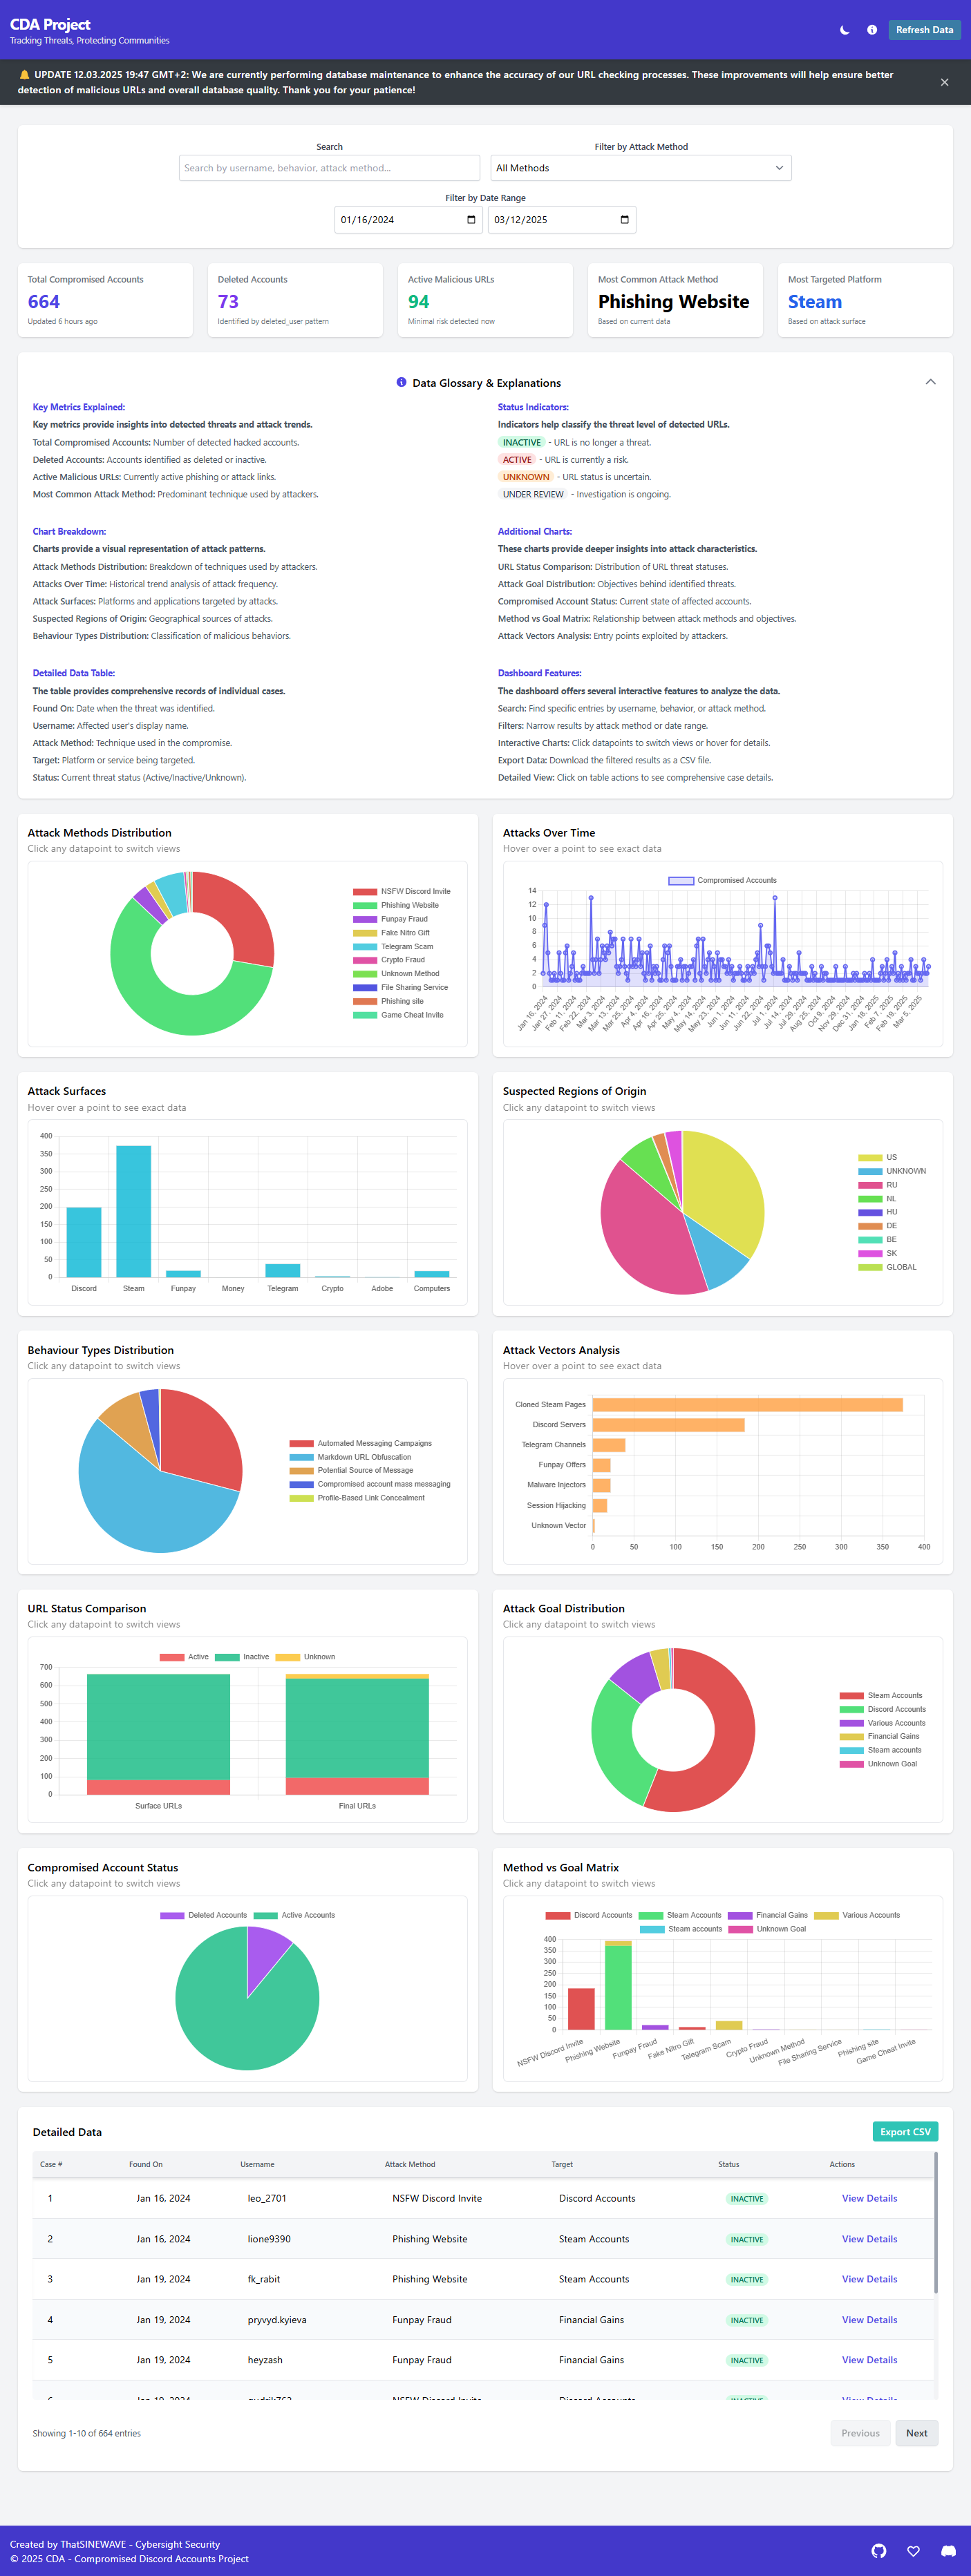 CDA Project
Tracking Threats, Protecting Communities
Refresh Data
🔔 UPDATE 12.03.2025 19:47 GMT+2: We are currently performing database maintenance to enhance the accuracy of our URL checking processes. These improvements will help ensure better
detection of malicious URLs and overall database quality. Thank you for your patience!
Search
Filter by Attack Method
Search by username, behavior, attack method...
All Methods
Filter by Date Range
01/16/2024
03/12/2025
Total Compromised Accounts
664
Updated 6 hours ago
Deleted Accounts
73
Identified by deleted_user pattern
Active Malicious URLs
94
Minimal risk detected now
Most Common Attack Method
Phishing Website
Based on current data
Most Targeted Platform
Steam
Based on attack surface
Data Glossary & Explanations
Key Metrics Explained:
Key metrics provide insights into detected threats and attack trends.
Total Compromised Accounts: Number of detected hacked accounts.
Deleted Accounts: Accounts identified as deleted or inactive.
Active Malicious URLs: Currently active phishing or attack links.
Most Common Attack Method: Predominant technique used by attackers.
Status Indicators:
Indicators help classify the threat level of detected URLs.
INACTIVE - URL is no longer a threat.
ACTIVE - URL is currently a risk.
UNKNOWN - URL status is uncertain.
UNDER REVIEW - Investigation is ongoing.
Chart Breakdown:
Charts provide a visual representation of attack patterns.
Attack Methods Distribution: Breakdown of techniques used by attackers.
Attacks Over Time: Historical trend analysis of attack frequency.
Attack Surfaces: Platforms and applications targeted by attacks.
Suspected Regions of Origin: Geographical sources of attacks.
Behaviour Types Distribution: Classification of malicious behaviors.
Additional Charts:
These charts provide deeper insights into attack characteristics.
URL Status Comparison: Distribution of URL threat statuses.
Attack Goal Distribution: Objectives behind identified threats.
Compromised Account Status: Current state of affected accounts.
Method vs Goal Matrix: Relationship between attack methods and objectives.
Attack Vectors Analysis: Entry points exploited by attackers.
Detailed Data Table:
The table provides comprehensive records of individual cases.
Found On: Date when the threat was identified.
Username: Affected user's display name.
Attack Method: Technique used in the compromise.
Target: Platform or service being targeted.
Status: Current threat status (Active/Inactive/Unknown).
Dashboard Features:
The dashboard offers several interactive features to analyze the data.
Search: Find specific entries by username, behavior, or attack method.
Filters: Narrow results by attack method or date range.
Interactive Charts: Click datapoints to switch views or hover for details.
Export Data: Download the filtered results as a CSV file.
Detailed View: Click on table actions to see comprehensive case details.
Attack Methods Distribution
Click any datapoint to switch views
NSFW Discord Invite
Phishing Website
Funpay Fraud
Fake Nitro Gift
Telegram Scam
Crypto Fraud
Unknown Method
File Sharing Service
Phishing site
Game Cheat Invite
Attacks Over Time
Hover over a point to see exact data
Compromised Accounts
14
12
10
8
6
4
2
0
Jan 16, 2024
Jan 27, 2024
Feb 11, 2024
Feb 22, 2024
Mar 3, 2024
Mar 13, 2024
Mar 25, 2024
Apr 4, 2024
Apr 16, 2024
Apr 25, 2024
May 4, 2024
May 14, 2024
May 23, 2024
Jun 1, 2024
Jun 11, 2024
Jun 22, 2024
Jul 1, 2024
Jul 14, 2024
Jul 29, 2024
Aug 25, 2024
Oct 9, 2024
Nov 29, 2024
Dec 31, 2024
Jan 18, 2025
Feb 7, 2025
Feb 19, 2025
Mar 5, 2025
Attack Surfaces
Hover over a point to see exact data
400
350
300
250
200
150
100
50
0
Discord
Steam
Funpay
Money
Telegram
Crypto
Adobe
Computers
Suspected Regions of Origin
Click any datapoint to switch views
US
UNKNOWN
RU
NL
HU
DE
BE
SK
GLOBAL
Behaviour Types Distribution
Click any datapoint to switch views
Automated Messaging Campaigns
Markdown URL Obfuscation
Potential Source of Message
Compromised account mass messaging
Profile-Based Link Concealment
Attack Vectors Analysis
Hover over a point to see exact data
Cloned Steam Pages
Discord Servers
Telegram Channels
Funpay Offers
Malware Injectors
Session Hijacking
Unknown Vector
0 50 100 150 200 250 300 350 400
URL Status Comparison
Click any datapoint to switch views
Active Inactive Unknown
700
600
500
400
300
200
100
0
Surface URLs
Final URLs
Attack Goal Distribution
Click any datapoint to switch views
Steam Accounts
Discord Accounts
Various Accounts
Financial Gains
Steam accounts
Unknown Goal
Compromised Account Status
Click any datapoint to switch views
Deleted Accounts Active Accounts
Method vs Goal Matrix
Click any datapoint to switch views
Discord Accounts Steam Accounts Financial Gains Various Accounts
Steam accounts Unknown Goal
400
350
300
250
200
150
100
50
0
NSFW Discord Invite
Phishing Website
Funpay Fraud
Fake Nitro Gift
Telegram Scam
Crypto Fraud
Unknown Method
File Sharing Service
Phishing site
Game Cheat Invite
Detailed Data
Export CSV
Case # Found On Username Attack Method Target Status Actions
1 Jan 16, 2024 leo_2701 NSFW Discord Invite Discord Accounts INACTIVE View Details
2 Jan 16, 2024 lione9390 Phishing Website Steam Accounts INACTIVE View Details
3 Jan 19, 2024 fk_rabit Phishing Website Steam Accounts INACTIVE View Details
4 Jan 19, 2024 pryvyd.kyieva Funpay Fraud Financial Gains INACTIVE View Details
5 Jan 19, 2024 heyzash Funpay Fraud Financial Gains INACTIVE View Details
Showing 1-10 of 664 entries
Previous
Next
Created by ThatSINEWAVE - Cybersight Security
© 2025 CDA - Compromised Discord Accounts Project